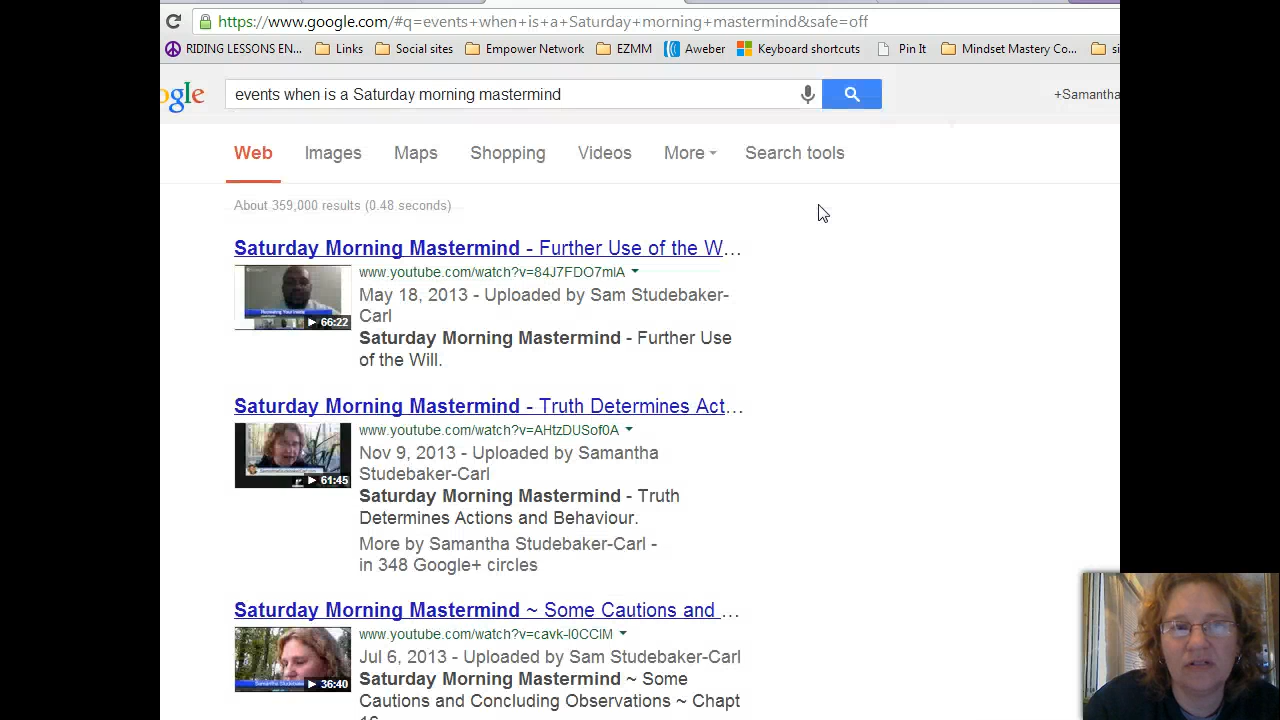 https://www.google.com/#q=events+when+is+a+Saturday+morning+mastermind&safe=off
RIDING LESSONS EN... Links Social sites Empower Network EZMM Aweber Keyboard shortcuts Pin It Mindset Mastery Co... si
ogle events when is a Saturday morning mastermind +Samantha
Web Images Maps Shopping Videos More Search tools
About 359,000 results (0.48 seconds)
Saturday Morning Mastermind - Further Use of the W...
www.youtube.com/watch?v=84J7FDO7mlA
May 18, 2013 - Uploaded by Sam Studebaker-
Carl
66:22
Saturday Morning Mastermind - Further Use
of the Will.
Saturday Morning Mastermind - Truth Determines Act...
www.youtube.com/watch?v=AHtzDUSof0A
Nov 9, 2013 - Uploaded by Samantha
Studebaker-Carl
61:45
Saturday Morning Mastermind - Truth
Determines Actions and Behaviour.
More by Samantha Studebaker-Carl -
in 348 Google+ circles
Saturday Morning Mastermind ~ Some Cautions and ...
www.youtube.com/watch?v=cavk-I0CCIM
Jul 6, 2013 - Uploaded by Sam Studebaker-Carl
Saturday Morning Mastermind ~ Some
36:40
Cautions and Concluding Observations ~ Chapt